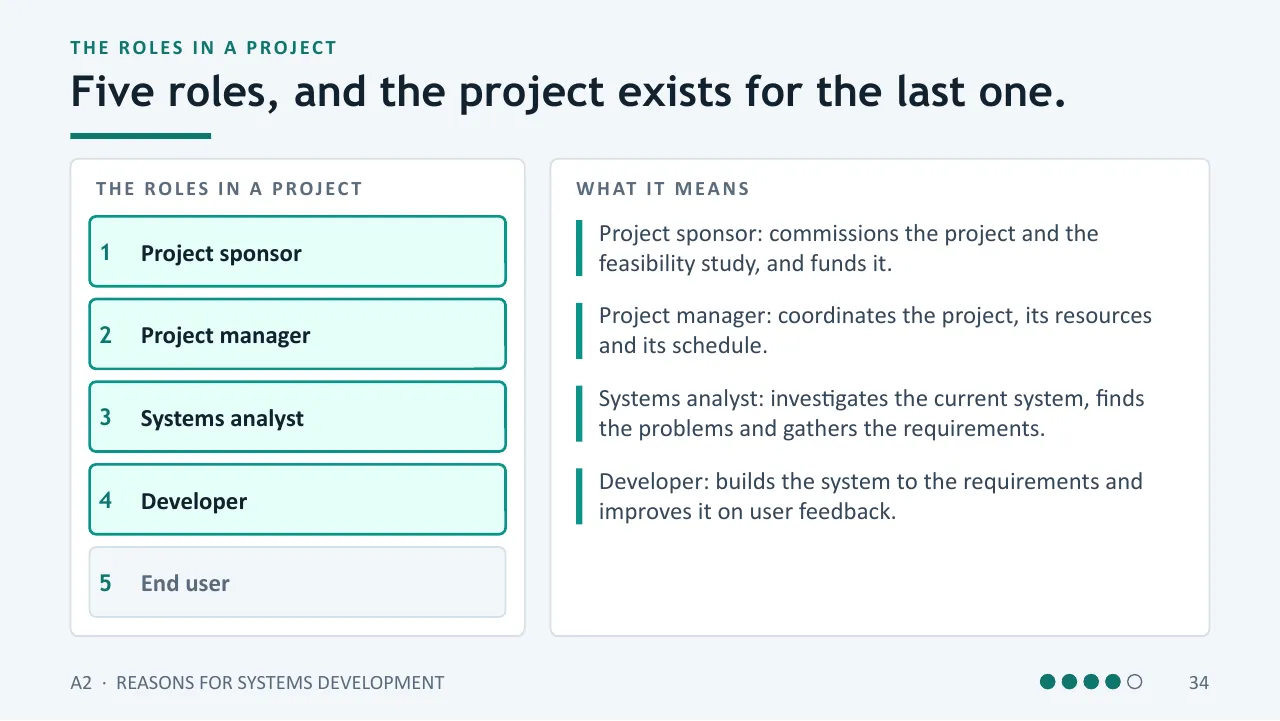 THE ROLES IN A PROJECT
Five roles, and the project exists for the last one.
THE ROLES IN A PROJECT
1 Project sponsor
2 Project manager
3 Systems analyst
4 Developer
5 End user
WHAT IT MEANS
Project sponsor: commissions the project and the
feasibility study, and funds it.
Project manager: coordinates the project, its resources
and its schedule.
Systems analyst: investigates the current system, finds
the problems and gathers the requirements.
Developer: builds the system to the requirements and
improves it on user feedback.
A2 · REASONS FOR SYSTEMS DEVELOPMENT
34